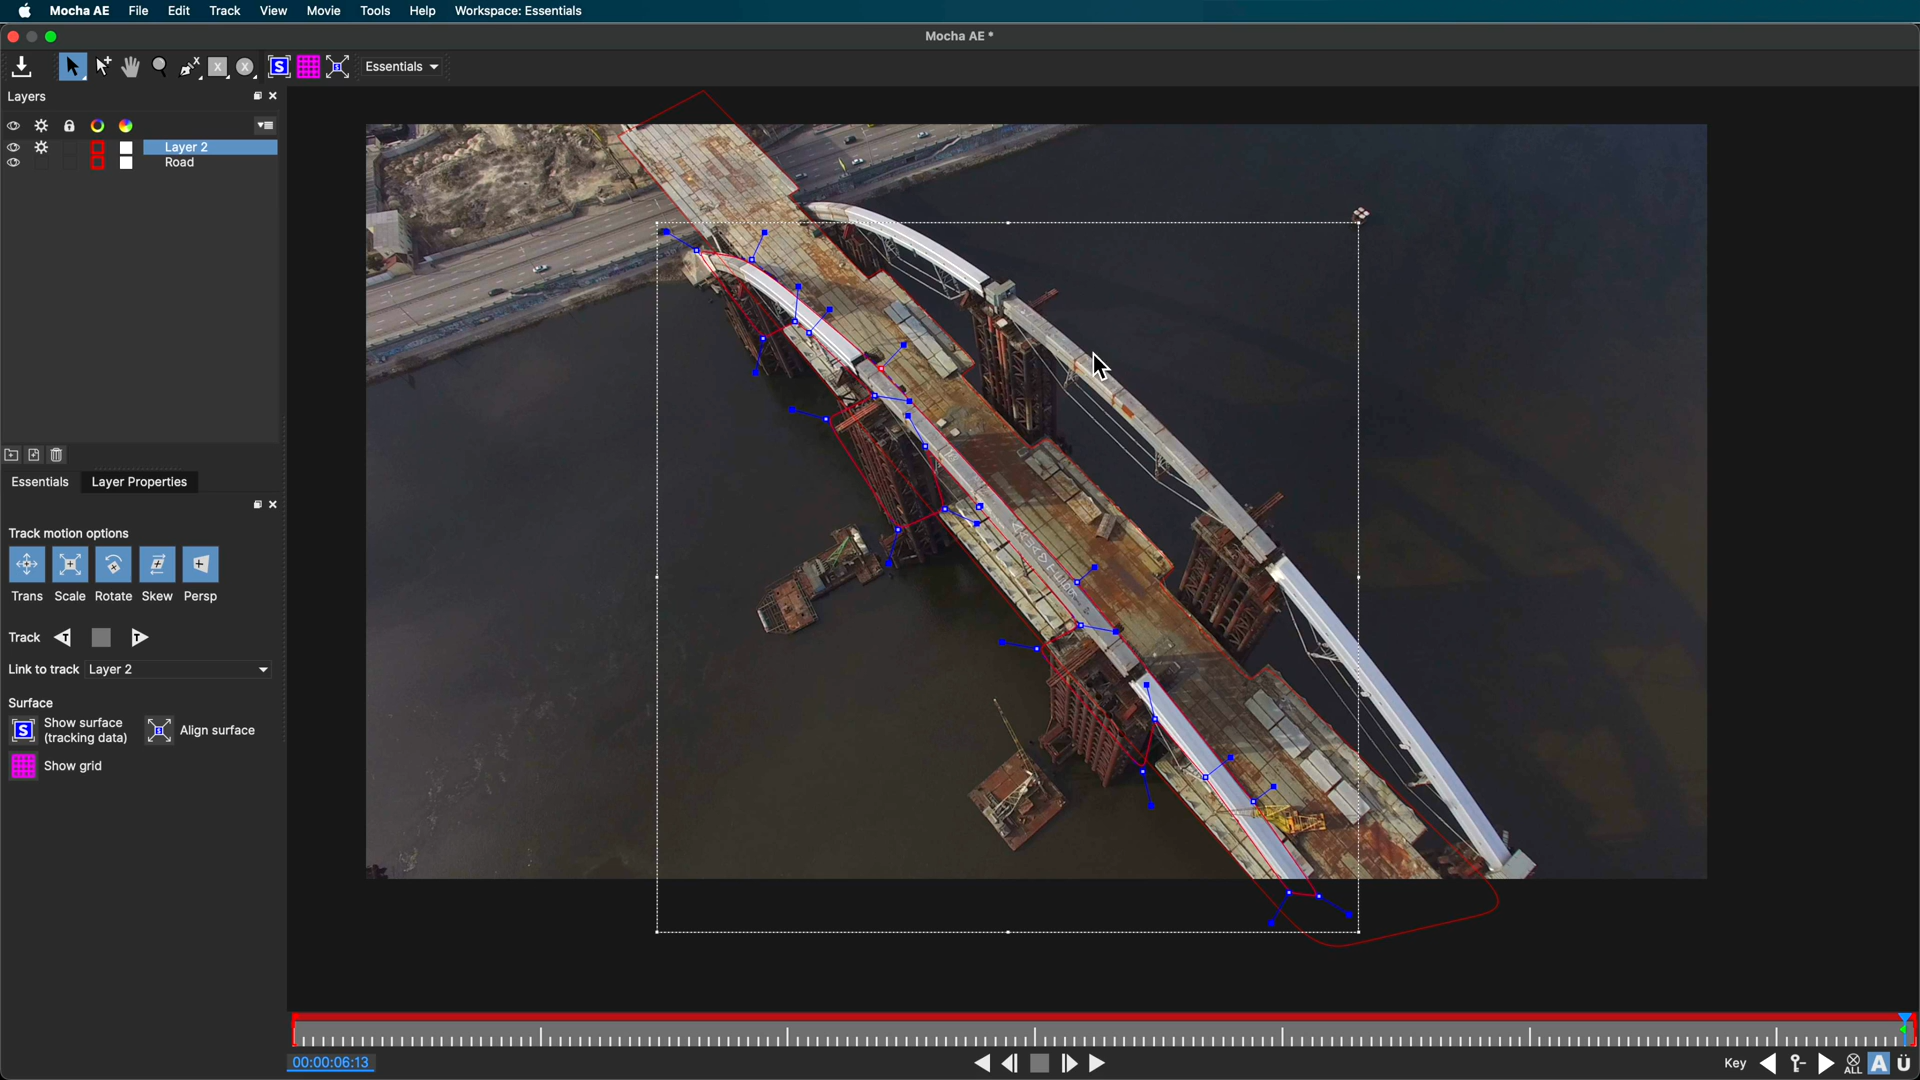 Mocha AE File Edit Track View Movie Tools Help Workspace: Essentials
Mocha AE *
Essentials
Layers
Layer 2
Road
Essentials Layer Properties
Track motion options
Trans Scale Rotate Skew Persp
Track T T
Link to track Layer 2
Surface
S Show surface
(tracking data)
Align surface
Show grid
00:00:06:13
Key ALL A Ü